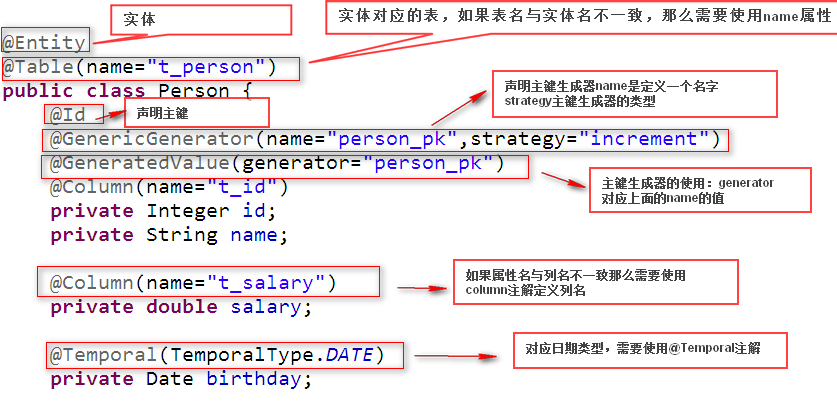 实体
实体对应的表，如果表名与实体名不一致，那么需要使用name属性
@Entity
@Table(name="t_person")
public class Person {
@Id
声明主键
声明主键生成器name是定义一个名字
strategy主键生成器的类型
@GenericGenerator(name="person_pk",strategy="increment")
@GeneratedValue(generator="person_pk")
主键生成器的使用：generator
对应上面的name的值
@Column(name="t_id")
private Integer id;
private String name;
@Column(name="t_salary")
如果属性名与列名不一致那么需要使用
column注解定义列名
private double salary;
@Temporal(TemporalType.DATE)
对应日期类型，需要使用@Temporal注解
private Date birthday;